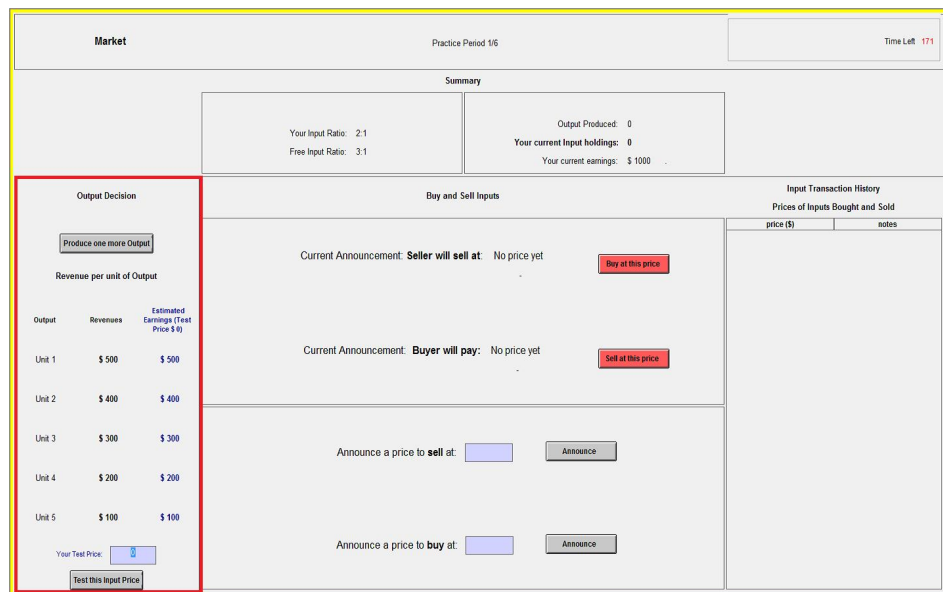 Market
Practice Period 1/6
Time Left 171
Summary
Your Input Ratio: 2:1
Free Input Ratio: 3:1
Output Produced: 0
Your current Input holdings: 0
Your current earnings: $ 1000 .
Output Decision
Produce one more Output
Revenue per unit of Output
Output Revenues Estimated Earnings (Test Price $ 0)
Unit 1 $ 500 $ 500
Unit 2 $ 400 $ 400
Unit 3 $ 300 $ 300
Unit 4 $ 200 $ 200
Unit 5 $ 100 $ 100
Your Test Price: 0
Test this Input Price
Buy and Sell Inputs
Current Announcement: Seller will sell at: No price yet
-
Buy at this price
Current Announcement: Buyer will pay: No price yet
-
Sell at this price
Announce a price to sell at:
Announce
Announce a price to buy at:
Announce
Input Transaction History
Prices of Inputs Bought and Sold
price ($) notes